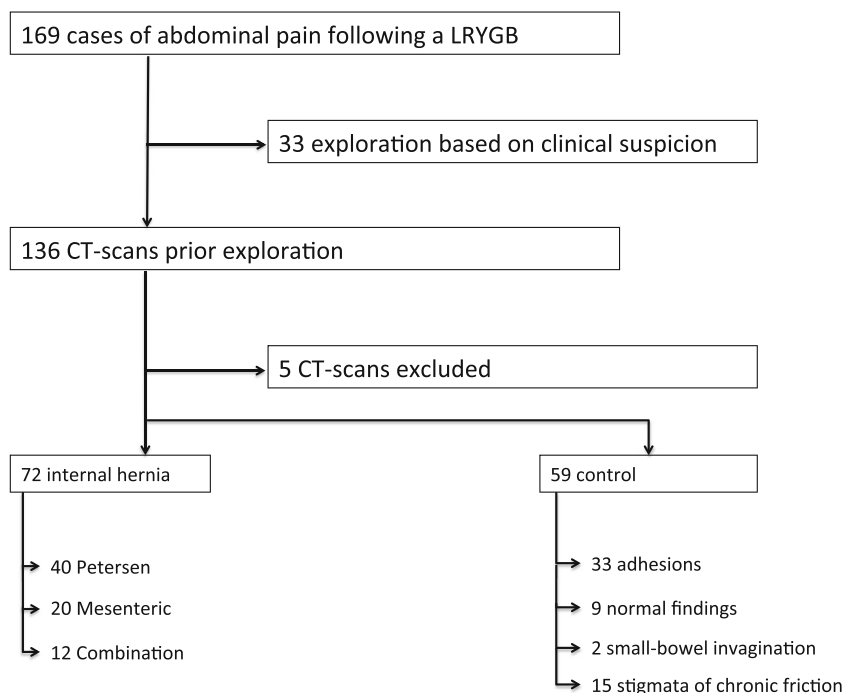 169 cases of abdominal pain following a LRYGB
33 exploration based on clinical suspicion
136 CT-scans prior exploration
5 CT-scans excluded
72 internal hernia
40 Petersen
20 Mesenteric
12 Combination
59 control
33 adhesions
9 normal findings
2 small-bowel invagination
15 stigmata of chronic friction